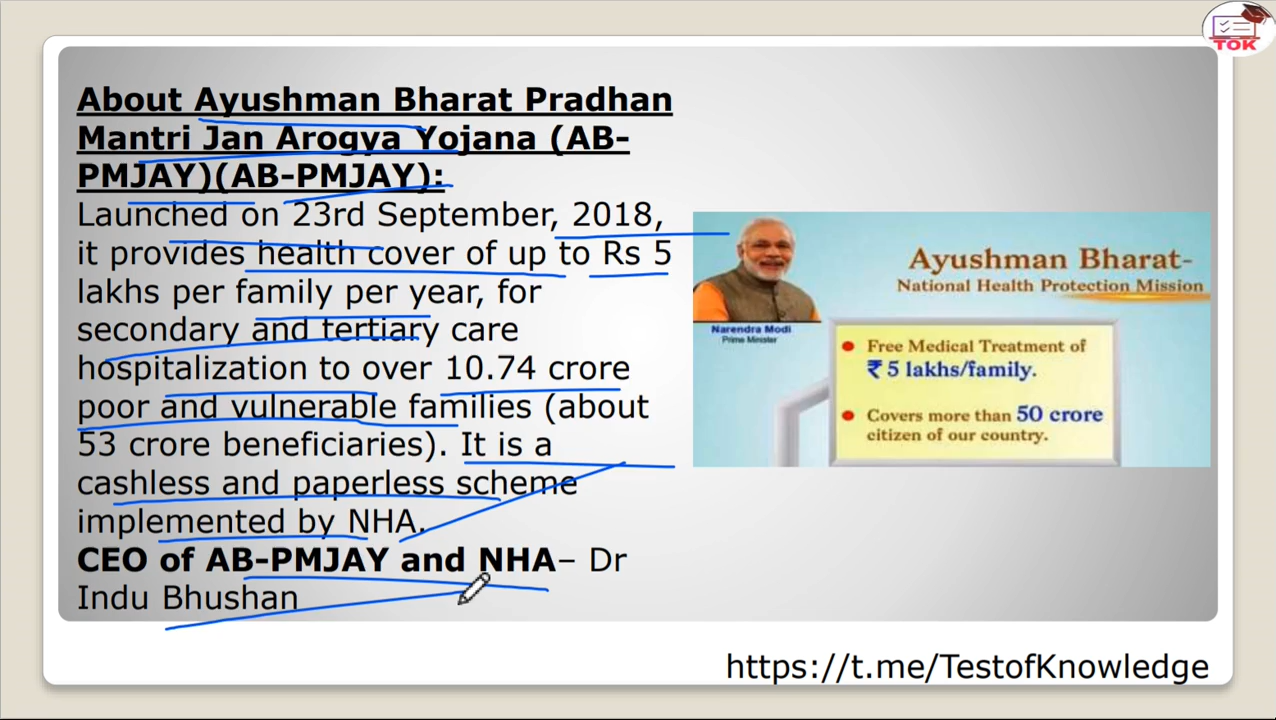 TOK
About Ayushman Bharat Pradhan
Mantri Jan Arogya Yojana (AB-
PMJAY)(AB-PMJAY):
Launched on 23rd September, 2018,
it provides health cover of up to Rs 5
lakhs per family per year, for
secondary and tertiary care
hospitalization to over 10.74 crore
poor and vulnerable families (about
53 crore beneficiaries). It is a
cashless and paperless scheme
implemented by NHA.
CEO of AB-PMJAY and NHA– Dr
Indu Bhushan
Ayushman Bharat-
National Health Protection Mission
Narendra Modi
Prime Minister
Free Medical Treatment of
₹ 5 lakhs/family.
Covers more than 50 crore
citizen of our country.
https://t.me/TestofKnowledge